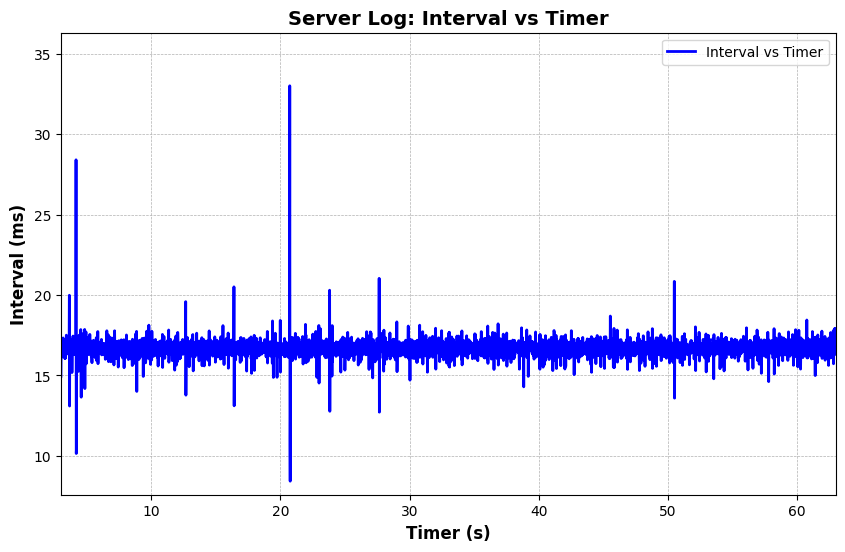 Server Log: Interval vs Timer
Interval vs Timer
35
30
25
20
15
10
Interval (ms)
10 20 30 40 50 60
Timer (s)